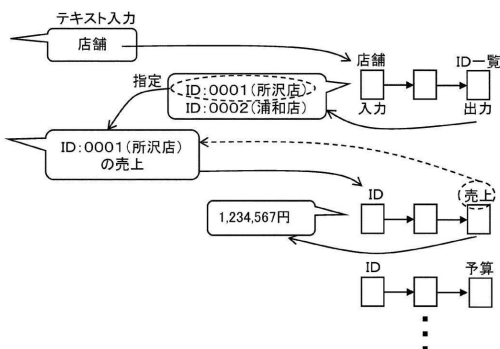 テキスト入力
店舗
店舗
ID一覧
指定
ID:0001(所沢店)
ID:0002(浦和店)
入力
出力
ID:0001(所沢店)
の売上
ID
売上
1,234,567円
ID
予算